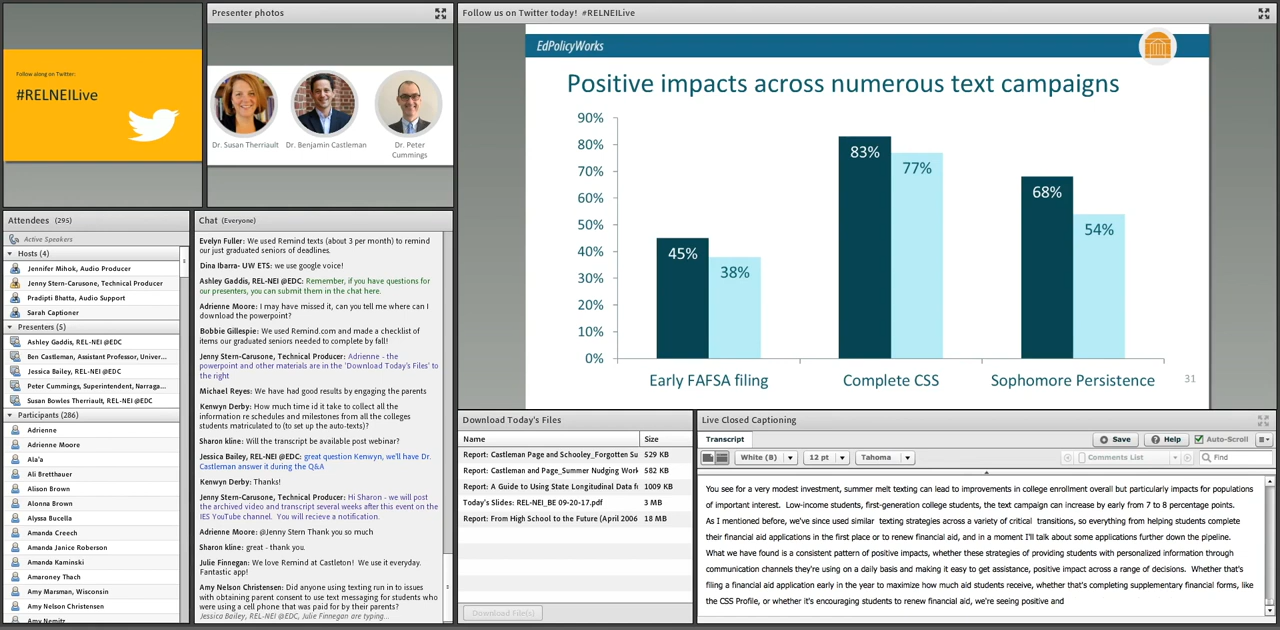 Follow along on Twitter:
#RELNEILive
Presenter photos
Dr. Susan Therriault
Dr. Benjamin Castleman
Dr. Peter
Cummings
Attendees (295)
Active Speakers
Hosts (4)
Jennifer Mihok, Audio Producer
Jenny Stern-Carusone, Technical Producer
Pradipti Bhatta, Audio Support
Sarah Captioner
Presenters (5)
Ashley Gaddis, REL-NEI @EDC
Ben Castleman, Assistant Professor, Univer...
Jessica Bailey, REL-NEI @EDC
Peter Cummings, Superintendent, Narraga...
Susan Bowles Therriault, REL-NEI @EDC
Participants (286)
Adrienne
Adrienne Moore
Ala'a
Ali Bretthauer
Alison Brown
Alonna Brown
Alyssa Bucella
Amanda Creech
Amanda Janice Roberson
Amanda Kaminski
Amaroney Thach
Amy Marsman, Wisconsin
Amy Nelson Christensen
Amy Nemitz
Chat (Everyone)
Evelyn Fuller: We used Remind texts (about 3 per month) to remind
our just graduated seniors of deadlines.
Dina Ibarra- UW ETS: we use google voice!
Ashley Gaddis, REL-NEI @EDC: Remember, if you have questions for
our presenters, you can submit them in the chat here.
Adrienne Moore: I may have missed it, can you tell me where can I
download the powerpoint?
Bobbie Gillespie: We used Remind.com and made a checklist of
items our graduated seniors needed to complete by fall!
Jenny Stern-Carusone, Technical Producer: Adrienne - the
powerpoint and other materials are in the 'Download Today's Files' to
the right
Michael Reyes: We have had good results by engaging the parents
Kenwyn Derby: How much time id it take to collect all the
information re schedules and milestones from all the colleges
students matriculated to (to set up the auto-texts)?
Sharon kline: Will the transcript be available post webinar?
Jessica Bailey, REL-NEI @EDC: great question Kenwyn, we'll have Dr.
Castleman answer it during the Q&A
Kenwyn Derby: Thanks!
Jenny Stern-Carusone, Technical Producer: Hi Sharon - we will post
the archived video and transcript several weeks after this event on the
IES YouTube channel. You will recieve a notification.
Adrienne Moore: @Jenny Stern Thank you so much
Sharon kline: great - thank you.
Julie Finnegan: We love Remind at Castleton! We use it everyday.
Fantastic app!
Amy Nelson Christensen: Did anyone using texting run in to issues
with obtaining parent consent to use text messaging for students who
were using a cell phone that was paid for by their parents?
Jessica Bailey, REL-NEI @EDC, Julie Finnegan are typing...
Follow us on Twitter today! #RELNEILive
EdPolicyWorks
Positive impacts across numerous text campaigns
90%
80%
70%
60%
50%
40%
30%
20%
10%
0%
45%
38%
83%
77%
68%
54%
Early FAFSA filing
Complete CSS
Sophomore Persistence
31
Download Today's Files
Name Size
Report: Castleman Page and Schooley_Forgotten Su 529 KB
Report: Castleman and Page_Summer Nudging Work 582 KB
Report: A Guide to Using State Longitudinal Data fo 1009 KB
Today's Slides: REL-NEI_BE 09-20-17.pdf 3 MB
Report: From High School to the Future (April 2006 18 MB
Download File(s)
Live Closed Captioning
Transcript Save Help Auto-Scroll
White (B) 12 pt Tahoma Comments List Find
You see for a very modest investment, summer melt texting can lead to improvements in college enrollment overall but particularly impacts for populations
of important interest. Low-income students, first-generation college students, the text campaign can increase by early from 7 to 8 percentage points.
As I mentioned before, we've since used similar texting strategies across a variety of critical transitions, so everything from helping students complete
their financial aid applications in the first place or to renew financial aid, and in a moment I'll talk about some applications further down the pipeline.
What we have found is a consistent pattern of positive impacts, whether these strategies of providing students with personalized information through
communication channels they're using on a daily basis and making it easy to get assistance, positive impact across a range of decisions. Whether that's
filing a financial aid application early in the year to maximize how much aid students receive, whether that's completing supplementary financial forms, like
the CSS Profile, or whether it's encouraging students to renew financial aid, we're seeing positive and